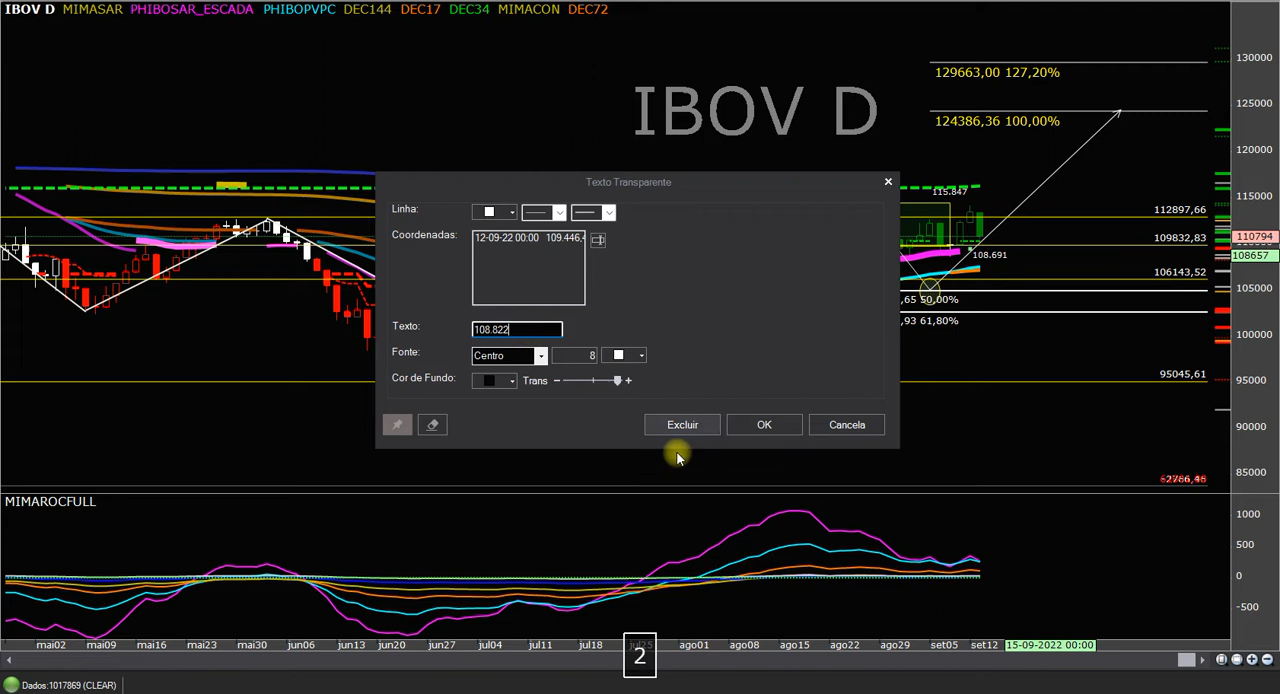 IBOV D MIMASAR PHIBOSAR_ESCADA PHIBOPVPC DEC144 DEC17 DEC34 MIMACON DEC72
130000
129663,00 127,20%
125000
124386,36 100,00%
IBOV D
120000
Texto Transparente
115.847
115000
Linha:
112897,66
110794
109832,83
Coordenadas:
12-09-22 00:00 109.446,4
108657
108.691
106143,52
105000
,65 50,00%
,93 61,80%
Texto:
108.822
100000
Fonte:
Centro
8
Cor de Fundo:
Trans
95045,61
95000
Excluir
OK
Cancela
90000
85000
MIMAROCFULL
1000
500
0
-500
mai02 mai09 mai16 mai23 mai30 jun06 jun13 jun20 jun27 jul04 jul11 jul18 jul25 ago01 ago08 ago15 ago22 ago29 set05 set12 15-09-2022 00:00
2
Dados:1017869 (CLEAR)